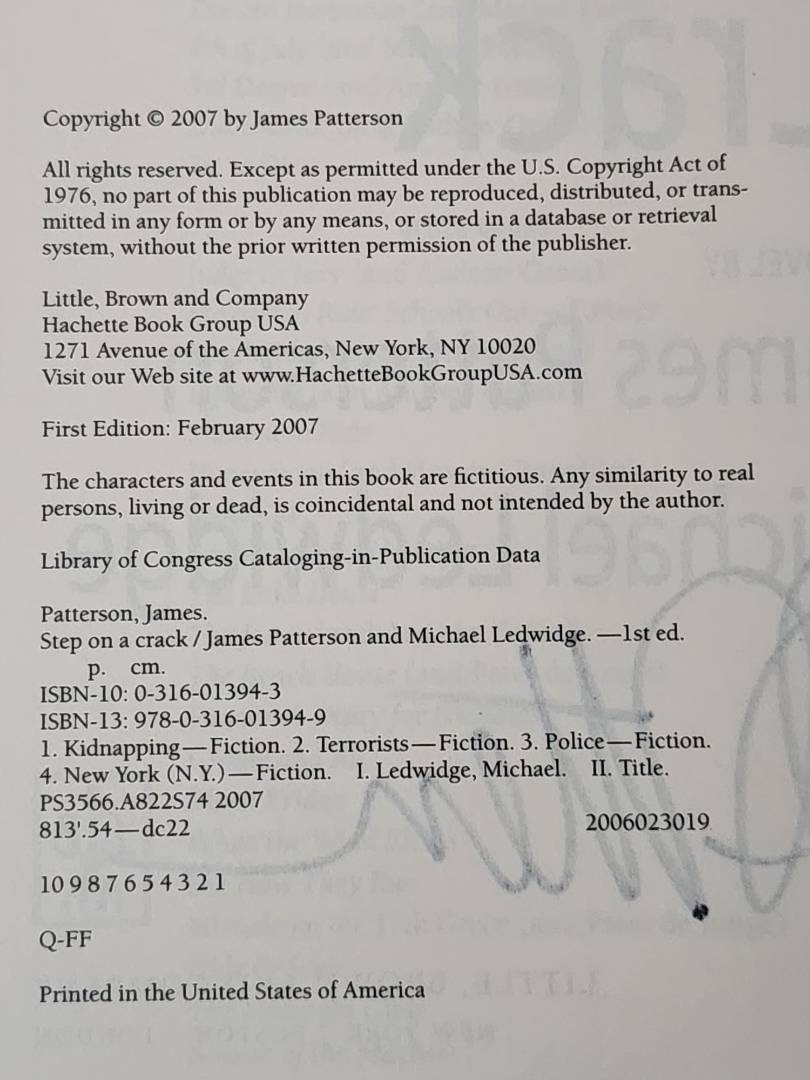 Copyright © 2007 by James Patterson
All rights reserved. Except as permitted under the U.S. Copyright Act of
1976, no part of this publication may be reproduced, distributed, or trans-
mitted in any form or by any means, or stored in a database or retrieval
system, without the prior written permission of the publisher.
Little, Brown and Company
Hachette Book Group USA
1271 Avenue of the Americas, New York, NY 10020
Visit our Web site at www.HachetteBookGroupUSA.com
First Edition: February 2007
The characters and events in this book are fictitious. Any similarity to real
persons, living or dead, is coincidental and not intended by the author.
Library of Congress Cataloging-in-Publication Data
Patterson, James.
Step on a crack / James Patterson and Michael Ledwidge. —1st ed.
p. cm.
ISBN-10: 0-316-01394-3
ISBN-13: 978-0-316-01394-9
1. Kidnapping—Fiction. 2. Terrorists—Fiction. 3. Police—Fiction.
4. New York (N.Y.)—Fiction. I. Ledwidge, Michael. II. Title.
PS3566.A822S74 2007
813'.54—dc22 2006023019
10 9 8 7 6 5 4 3 2 1
Q-FF
Printed in the United States of America